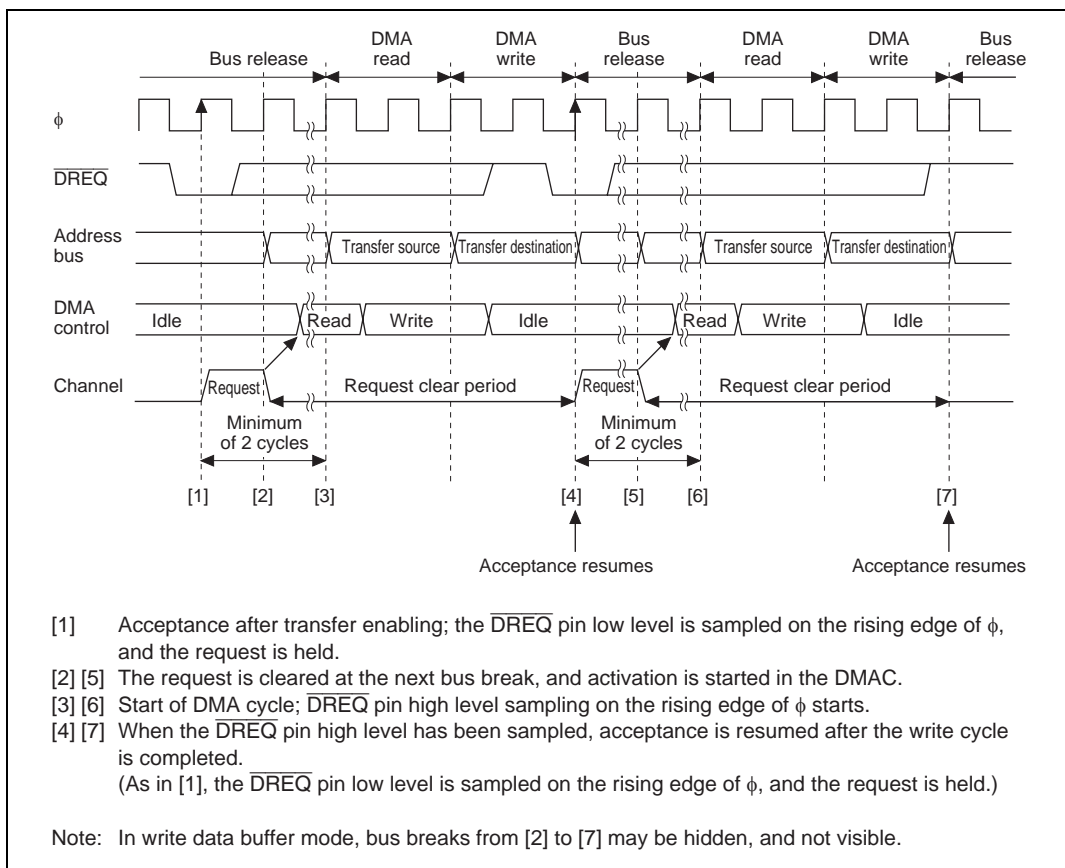 DMA DMA Bus DMA DMA Bus
Bus release read write release read write release
φ
DREQ
Address
bus
Transfer source Transfer destination Transfer source Transfer destination
DMA
control
Idle Read Write Idle Read Write Idle
Channel
Request Request clear period Request Request clear period
Minimum
of 2 cycles
Minimum
of 2 cycles
[1] [2] [3] [4] [5] [6] [7]
Acceptance resumes Acceptance resumes
[1] Acceptance after transfer enabling; the DREQ pin low level is sampled on the rising edge of φ,
and the request is held.
[2] [5] The request is cleared at the next bus break, and activation is started in the DMAC.
[3] [6] Start of DMA cycle; DREQ pin high level sampling on the rising edge of φ starts.
[4] [7] When the DREQ pin high level has been sampled, acceptance is resumed after the write cycle
is completed.
(As in [1], the DREQ pin low level is sampled on the rising edge of φ, and the request is held.)
Note: In write data buffer mode, bus breaks from [2] to [7] may be hidden, and not visible.